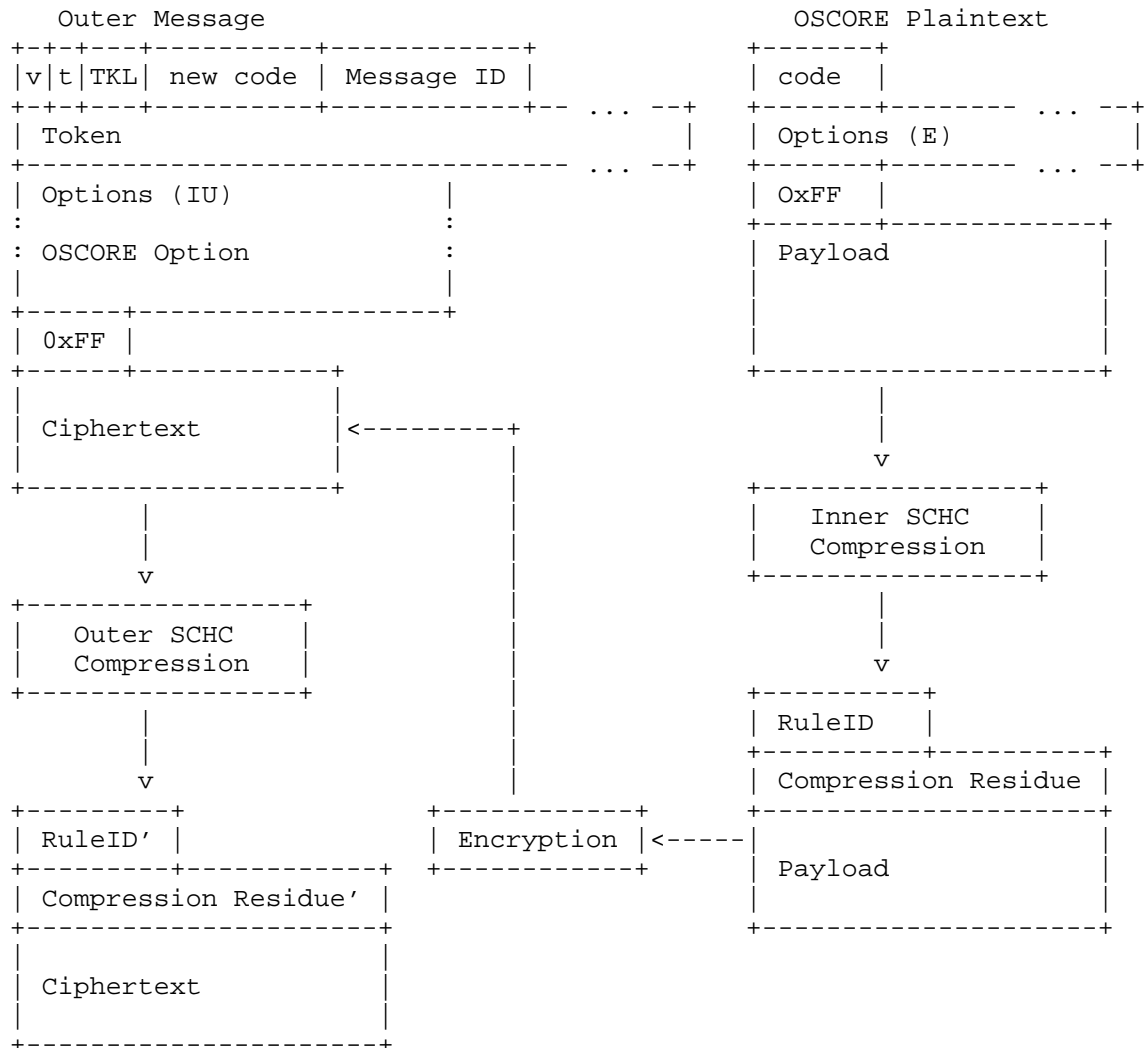 Outer Message
v t TKL new code Message ID
Token ...
Options (IU)
OSCORE Option
0xFF
Ciphertext
Outer SCHC
Compression
RuleID’
Compression Residue’
Ciphertext
OSCORE Plaintext
code
Options (E) ...
OxFF
Payload
Inner SCHC
Compression
RuleID
Compression Residue
Payload
Encryption